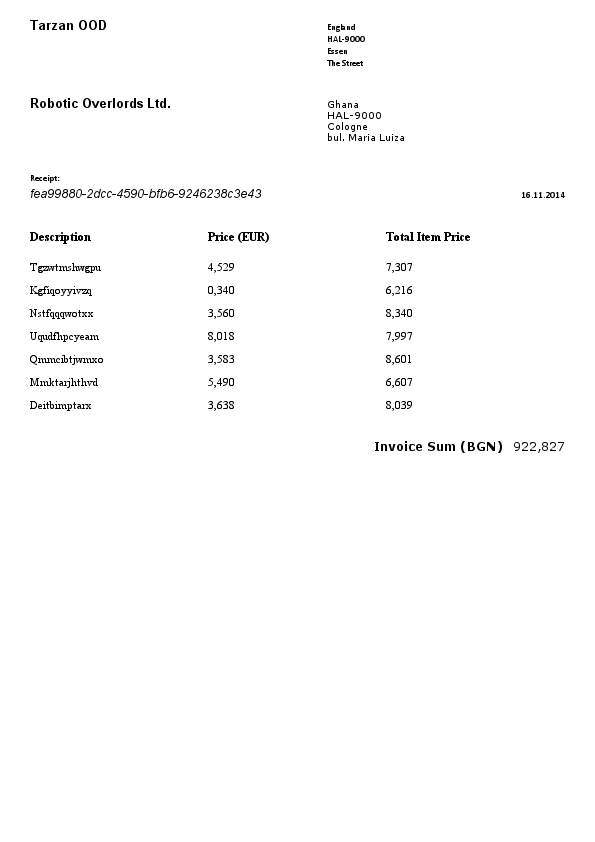 Tarzan OOD
England
HAL-9000
Essen
The Street
Robotic Overlords Ltd.
Ghana
HAL-9000
Cologne
bul. Maria Luiza
Receipt:
fea99880-2dcc-4590-bfb6-9246238c3e43
16.11.2014
Description Price (EUR) Total Item Price
Tgzwtmshwgpu 4,529 7,307
Kgfiqoyyivzq 0,340 6,216
Nstfqqqwotxx 3,560 8,340
Uqudfhpcyeam 8,018 7,997
Qmmcibtjwmxo 3,583 8,601
Mmktarjhthvd 5,490 6,607
Deitbimptarx 3,638 8,039
Invoice Sum (BGN) 922,827